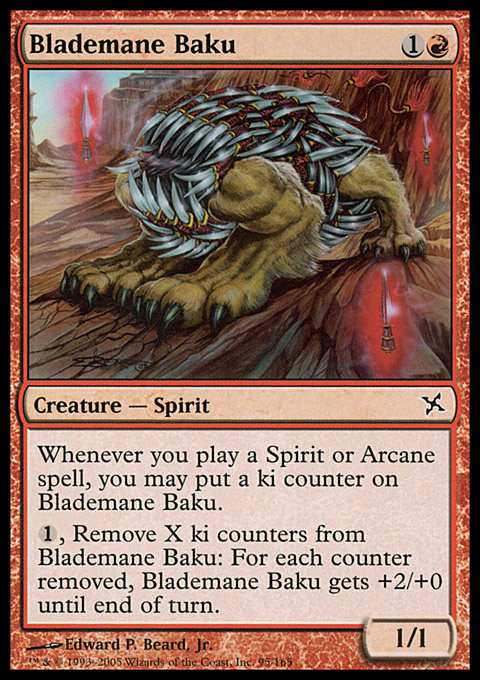 Blademane Baku 1
Creature — Spirit
Whenever you play a Spirit or Arcane
spell, you may put a ki counter on
Blademane Baku.
1, Remove X ki counters from
Blademane Baku: For each counter
removed, Blademane Baku gets +2/+0
until end of turn.
Edward P. Beard, Jr.
1/1
™ & © 1993–2005 Wizards of the Coast, Inc. 95/165